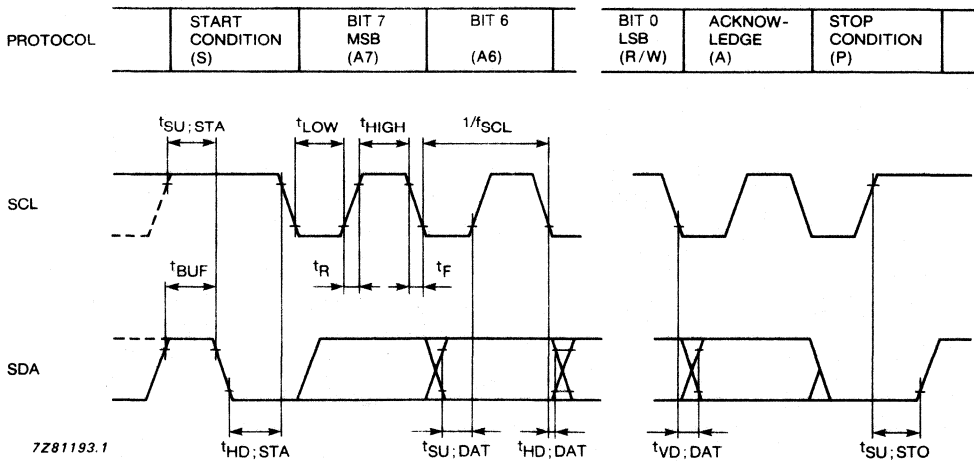 PROTOCOL
START
CONDITION
(S)
BIT 7
MSB
(A7)
BIT 6
(A6)
BIT 0
LSB
(R/W)
ACKNOW-
LEDGE
(A)
STOP
CONDITION
(P)
tSU;STA
tLOW
tHIGH
1/fSCL
SCL
tBUF
tR
tF
SDA
tHD;STA
tSU;DAT
tHD;DAT
tVD;DAT
tSU;STO
7Z81193.1